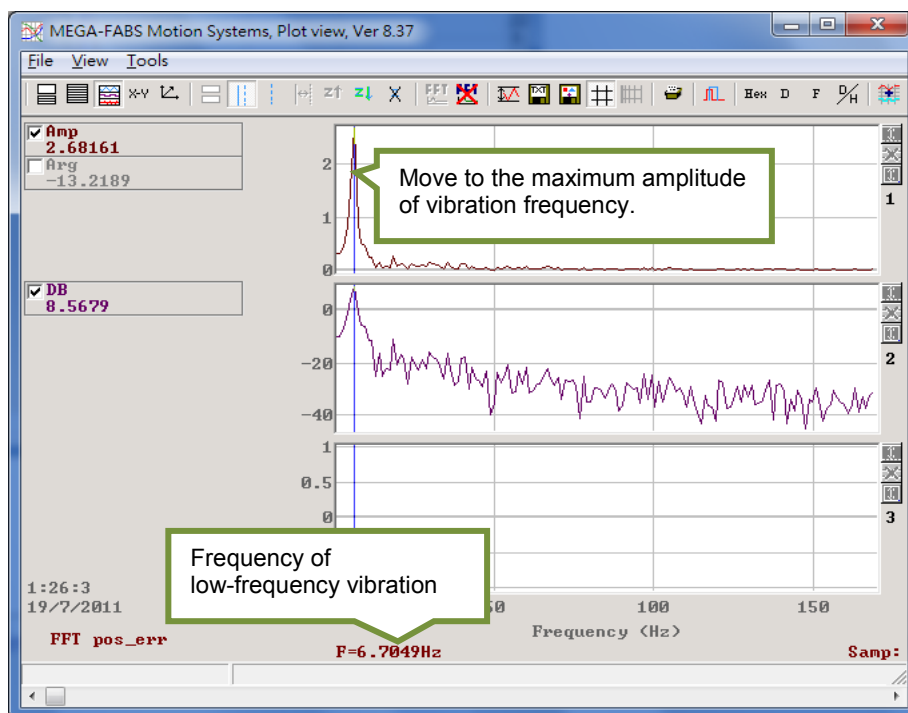 MEGA-FABS Motion Systems, Plot view, Ver 8.37
File View Tools
X-Y
FFT
TXT
Hex D F D/H
Amp
2.68161
Arg
-13.2189
2
1
0
Move to the maximum amplitude
of vibration frequency.
1
DB
8.5679
0
-20
-40
2
1
0.5
0
3
Frequency of
low-frequency vibration
1:26:3
19/7/2011
0
100
150
FFT pos_err
Frequency (Hz)
F=6.7049Hz
Samp: